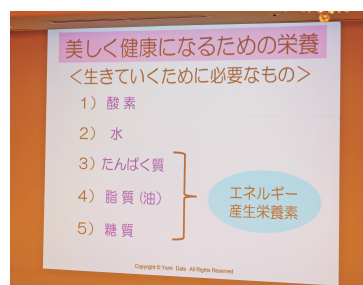 美しく健康になるための栄養
＜生きていくために必要なもの＞
1）酸素
2）水
3）たんぱく質
4）脂質（油）
5）糖質
エネルギー
産生栄養素
Copyright © Yumi Date All Rights Reserved